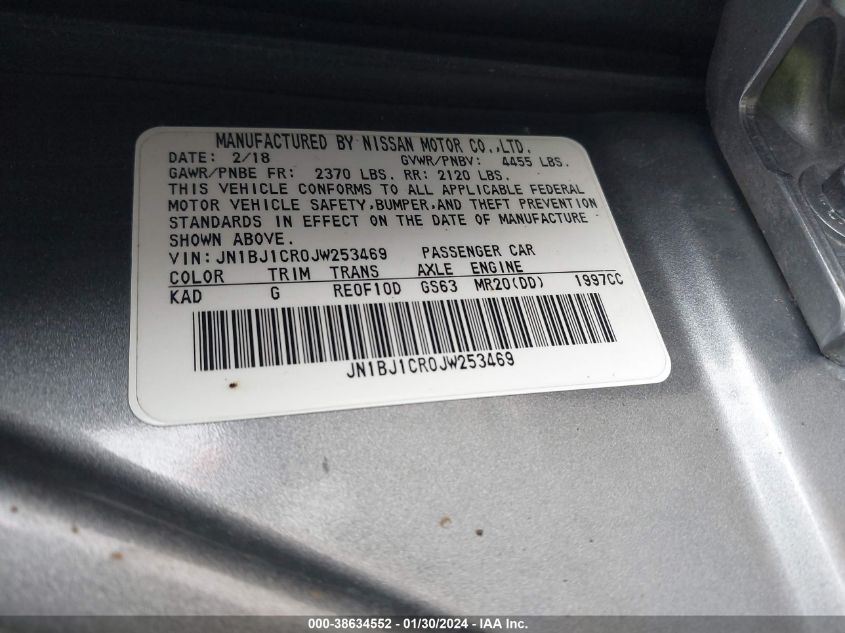 MANUFACTURED BY NISSAN MOTOR CO.,LTD.
DATE: 2/18 GVWR/PNBV: 4455 LBS.
GAWR/PNBE FR: 2370 LBS. RR: 2120 LBS.
THIS VEHICLE CONFORMS TO ALL APPLICABLE FEDERAL
MOTOR VEHICLE SAFETY,BUMPER,AND THEFT PREVENTION
STANDARDS IN EFFECT ON THE DATE OF MANUFACTURE
SHOWN ABOVE.
VIN:JN1BJ1CR0JW253469 PASSENGER CAR
COLOR TRIM TRANS AXLE ENGINE
KAD G RE0F10D GS63 MR20(DD) 1997CC
JN1BJ1CR0JW253469
000-38634552 - 01/30/2024 - IAA Inc.